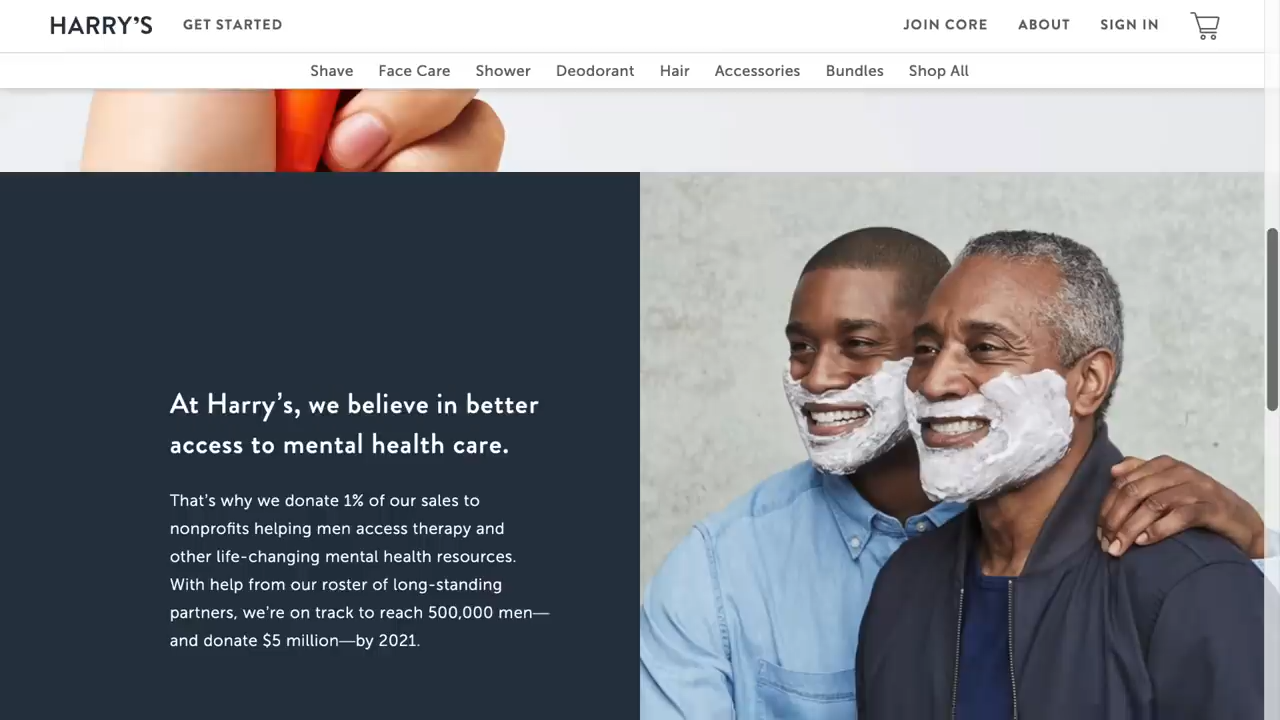 HARRY'S GET STARTED JOIN CORE ABOUT SIGN IN
Shave Face Care Shower Deodorant Hair Accessories Bundles Shop All
At Harry's, we believe in better
access to mental health care.
That's why we donate 1% of our sales to
nonprofits helping men access therapy and
other life-changing mental health resources.
With help from our roster of long-standing
partners, we're on track to reach 500,000 men—
and donate $5 million—by 2021.